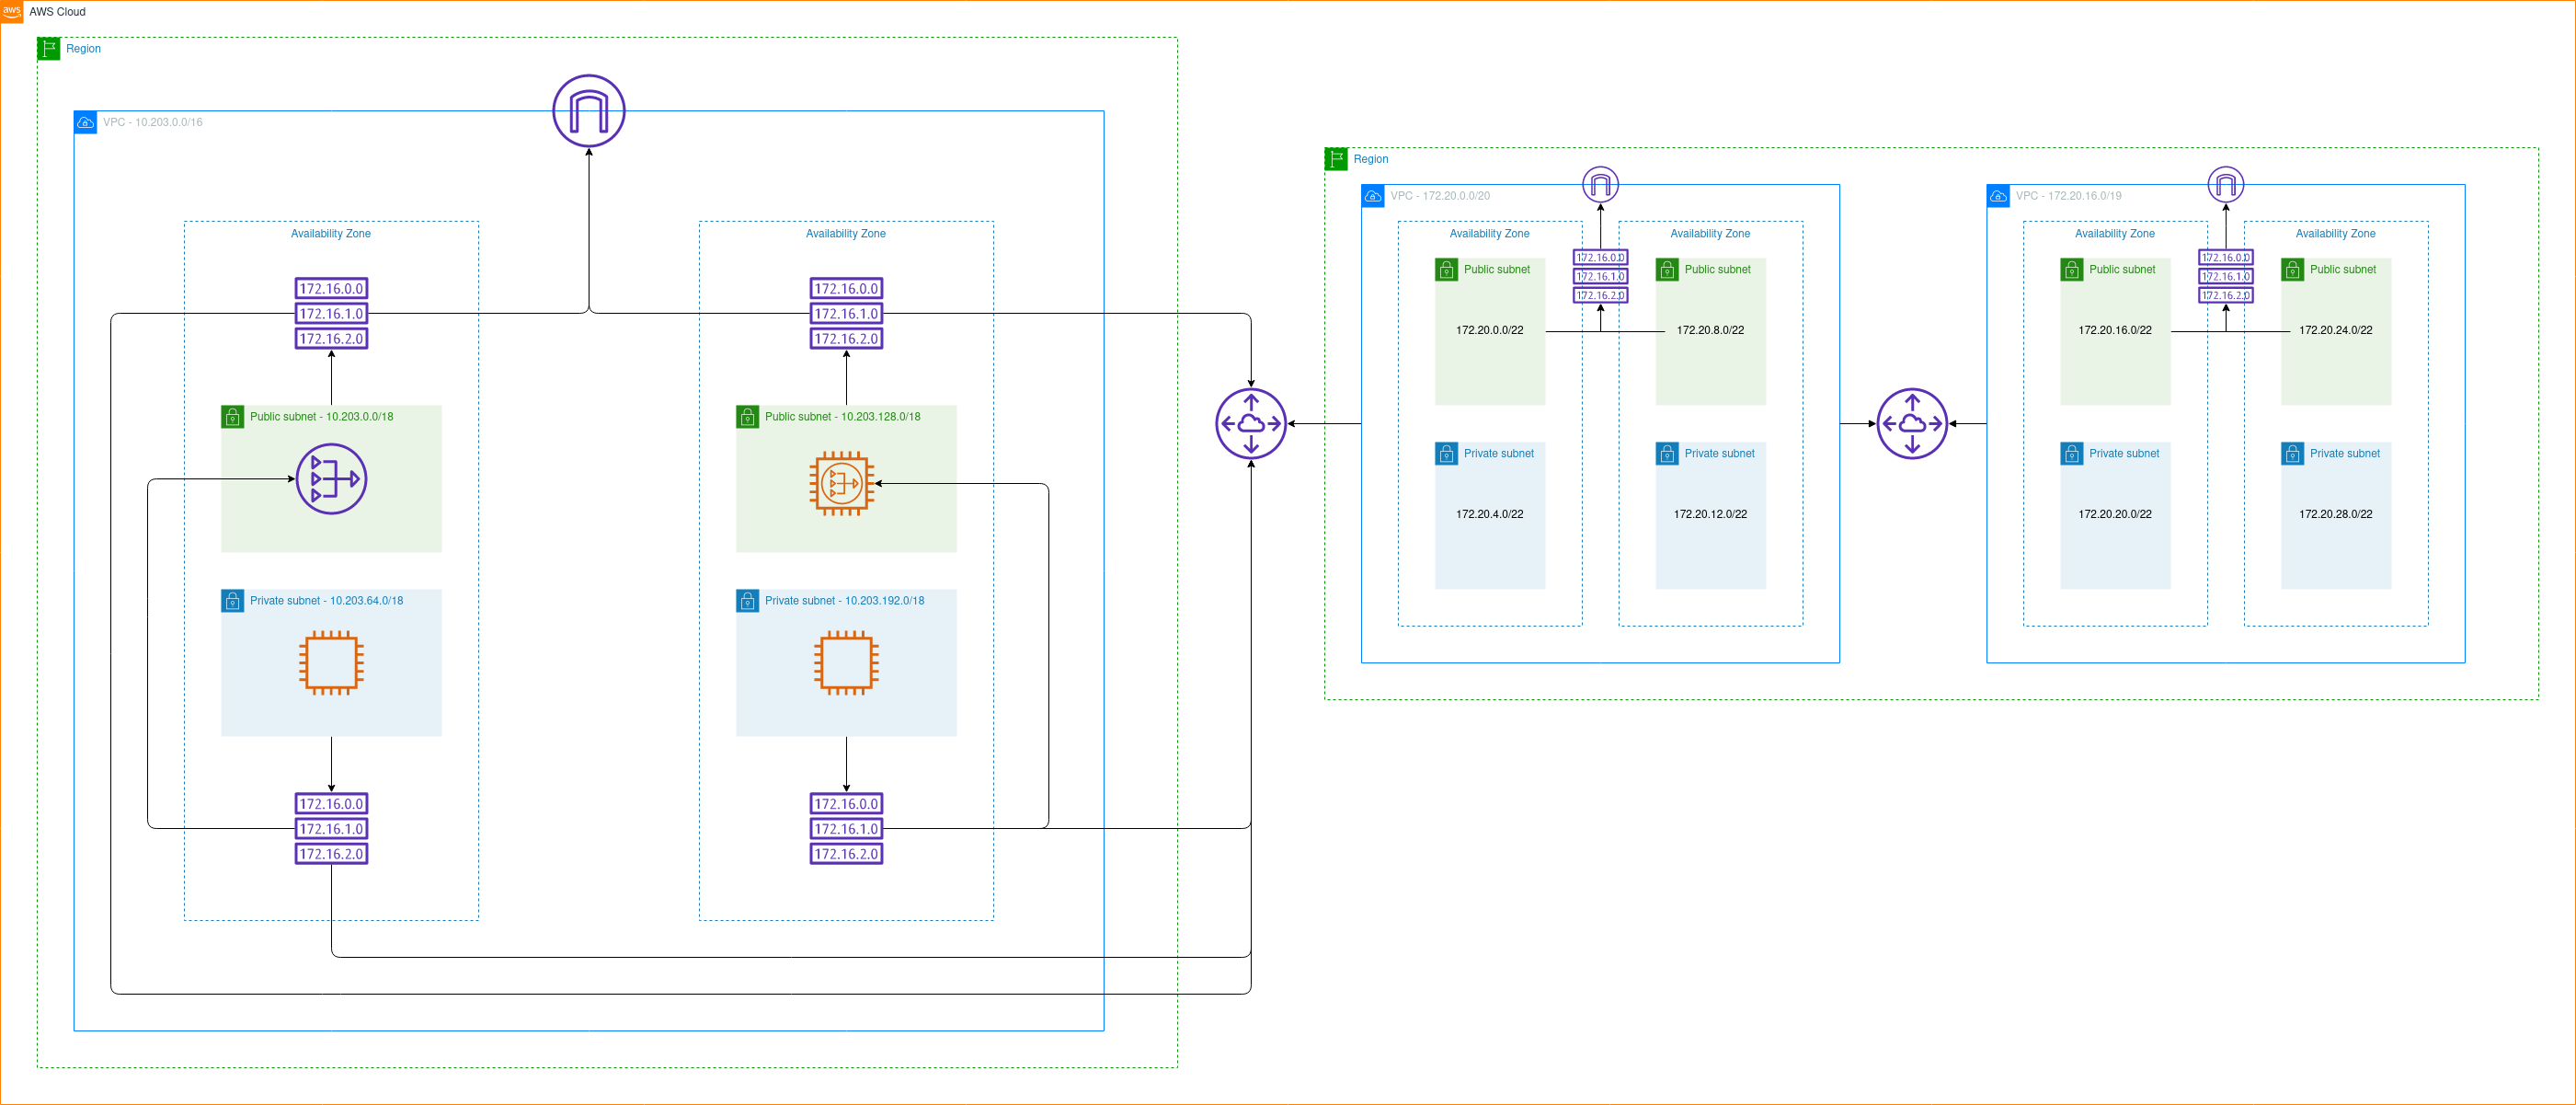 aws
AWS Cloud
Region
VPC - 10.203.0.0/16
Availability Zone
172.16.0.0
172.16.1.0
172.16.2.0
Public subnet - 10.203.0.0/18
Private subnet - 10.203.64.0/18
172.16.0.0
172.16.1.0
172.16.2.0
Availability Zone
172.16.0.0
172.16.1.0
172.16.2.0
Public subnet - 10.203.128.0/18
Private subnet - 10.203.192.0/18
172.16.0.0
172.16.1.0
172.16.2.0
Region
VPC - 172.20.0.0/20
Availability Zone
Public subnet
172.20.0.0/22
Private subnet
172.20.4.0/22
172.16.0.0
172.16.1.0
172.16.2.0
Availability Zone
Public subnet
172.20.8.0/22
Private subnet
172.20.12.0/22
VPC - 172.20.16.0/19
Availability Zone
Public subnet
172.20.16.0/22
Private subnet
172.20.20.0/22
172.16.0.0
172.16.1.0
172.16.2.0
Availability Zone
Public subnet
172.20.24.0/22
Private subnet
172.20.28.0/22